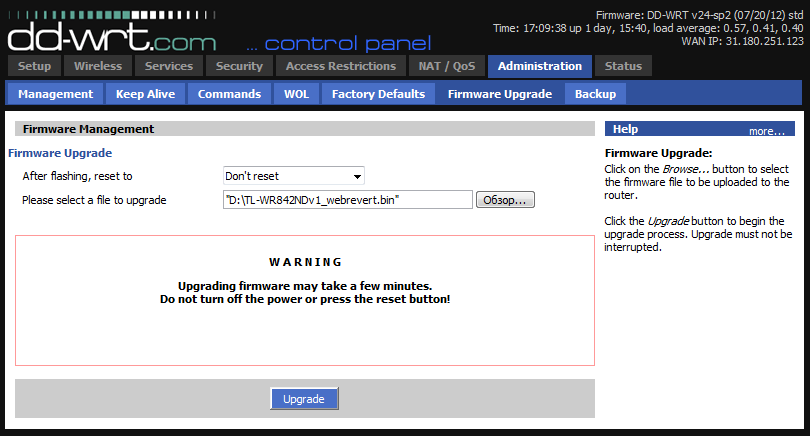 dd-wrt.com
... control panel
Firmware: DD-WRT v24-sp2 (07/20/12) std
Time: 17:09:38 up 1 day, 15:40, load average: 0.57, 0.41, 0.40
WAN IP: 31.180.251.123
Setup Wireless Services Security Access Restrictions NAT / QoS Administration Status
Management Keep Alive Commands WOL Factory Defaults Firmware Upgrade Backup
Firmware Management
Firmware Upgrade
After flashing, reset to Don't reset
Please select a file to upgrade "D:\TL-WR842NDv1_webrevert.bin" Обзор...
WARNING
Upgrading firmware may take a few minutes.
Do not turn off the power or press the reset button!
Upgrade
Help more...
Firmware Upgrade:
Click on the Browse... button to select
the firmware file to be uploaded to the
router.
Click the Upgrade button to begin the
upgrade process. Upgrade must not be
interrupted.